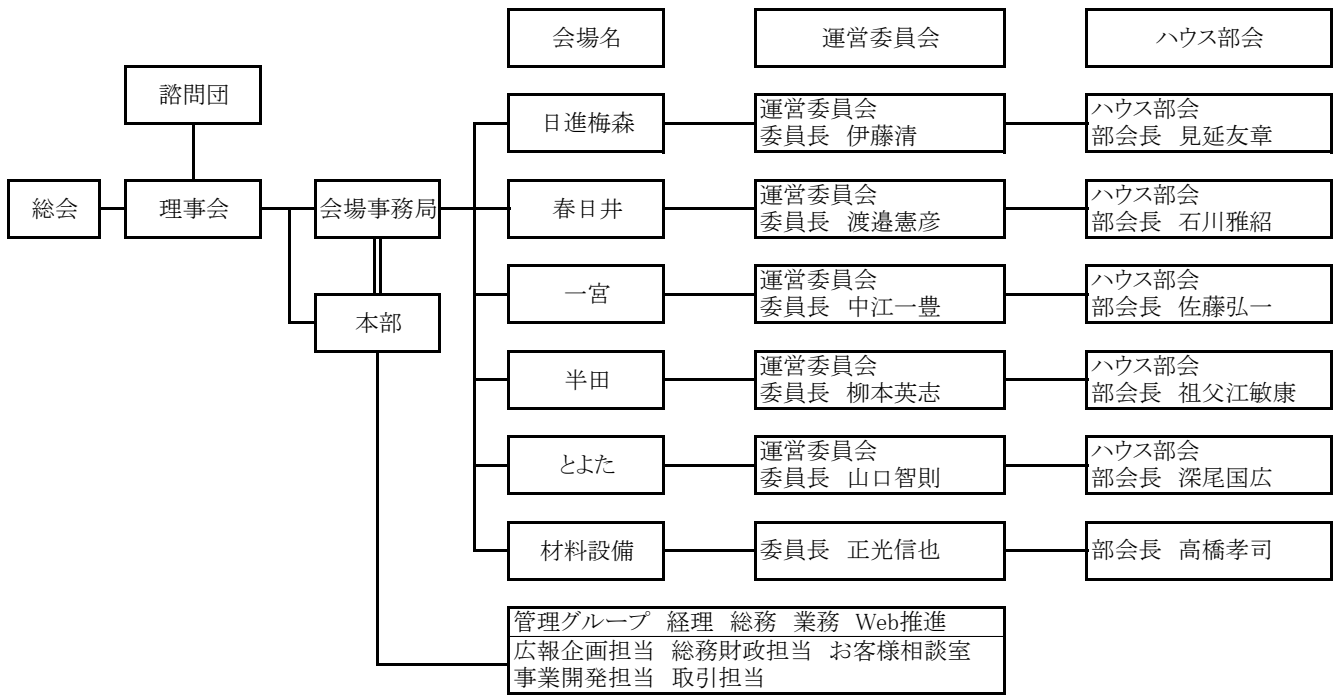 会場名
運営委員会
ハウス部会
諮問団
総会
理事会
会場事務局
本部
日進梅森
運営委員会
委員長 伊藤清
ハウス部会
部会長 見延友章
春日井
運営委員会
委員長 渡邉憲彦
ハウス部会
部会長 石川雅紹
一宮
運営委員会
委員長 中江一豊
ハウス部会
部会長 佐藤弘一
半田
運営委員会
委員長 柳本英志
ハウス部会
部会長 祖父江敏康
とよた
運営委員会
委員長 山口智則
ハウス部会
部会長 深尾国広
材料設備
委員長 正光信也
部会長 高橋孝司
管理グループ 経理 総務 業務 Web推進
広報企画担当 総務財政担当 お客様相談室
事業開発担当 取引担当